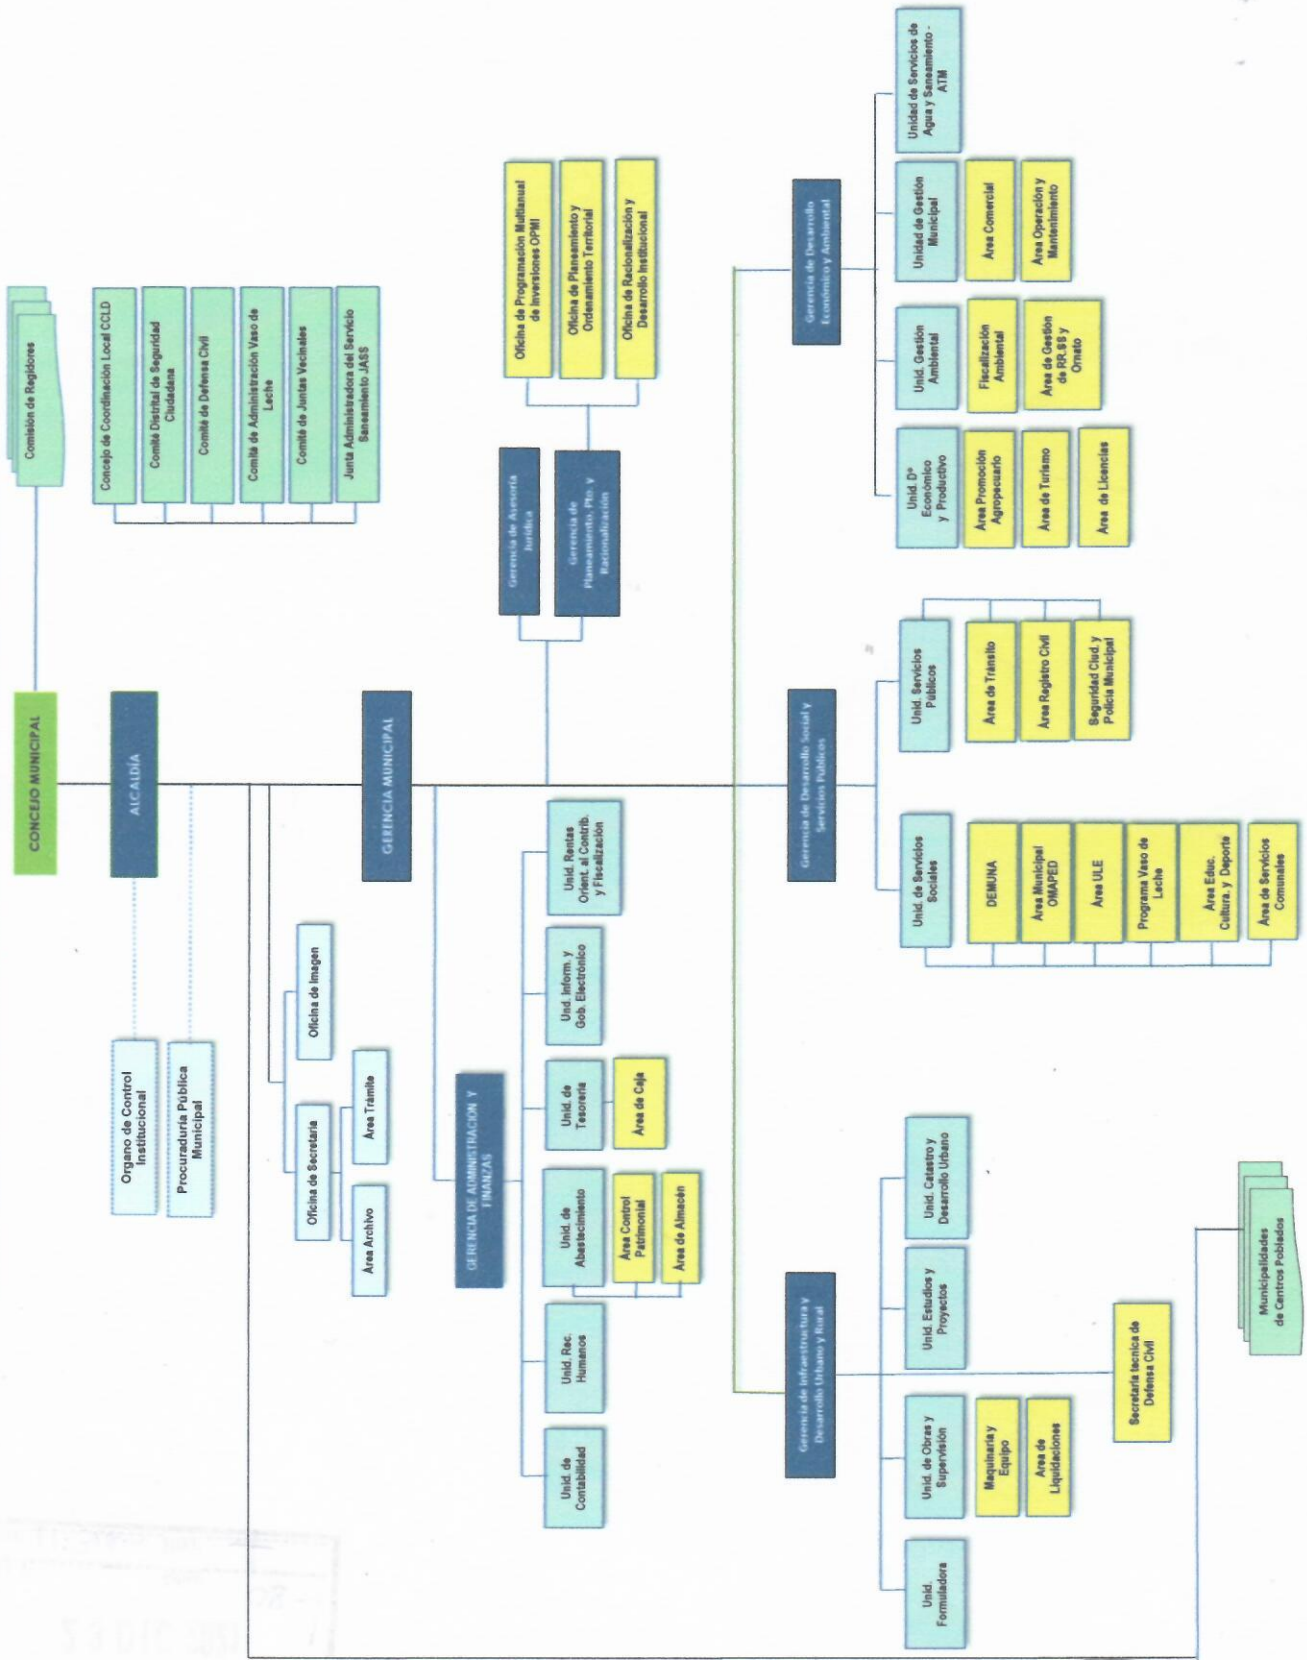 CONCEJO MUNICIPAL
Comisión de Regidores
ALCALDÍA
Concejo de Coordinación Local CCLD
Comité Distrital de Seguridad
Ciudadana
Comité de Defensa Civil
Comité de Administración Vaso de
Leche
Comité de Juntas Vecinales
Junta Administradora del Servicio
Saneamiento JASS
Organo de Control
Institucional
Procuraduría Pública
Municipal
Oficina de Secretaria
Oficina de Imagen
Área Archivo
Área Trámite
GERENCIA MUNICIPAL
Gerencia de Asesoría
Jurídica
Gerencia de
Planeamiento, Pto. y
Racionalización
Oficina de Programación Multianual
de Inversiones OPMI
Oficina de Planeamiento y
Ordenamiento Territorial
Oficina de Racionalización y
Desarrollo Institucional
GERENCIA DE ADMINISTRACIÓN Y
FINANZAS
Unid. de
Contabilidad
Unid. Rec.
Humanos
Unid. de
Abastecimiento
Área Control
Patrimonial
Área de Almacén
Unid. de
Tesorería
Área de Caja
Und. Inform. y
Gob. Electrónico
Unid. Rentas
Orient. al Contrib.
y Fiscalización
Gerencia de Infraestructura y
Desarrollo Urbano y Rural
Unid.
Formuladora
Unid. de Obras y
Supervisión
Maquinaria y
Equipo
Área de
Liquidaciones
Unid. Estudios y
Proyectos
Unid. Catastro y
Desarrollo Urbano
Secretaria tecnica de
Defensa Civil
Gerencia de Desarrollo Social y
Servicios Públicos
Unid. de Servicios
Sociales
DEMUNA
Área Municipal
OMAPED
Área ULE
Programa Vaso de
Leche
Área Educ.
Cultura. y Deporte
Área de Servicios
Comunales
Unid. Servicios
Públicos
Área de Tránsito
Área Registro Civil
Seguridad Ciud. y
Policía Municipal
Gerencia de Desarrollo
Económico y Ambiental
Unid. Dº
Económico
y Productivo
Área Promoción
Agropecuario
Área de Turismo
Área de Licencias
Unid. Gestión
Ambiental
Fiscalización
Ambiental
Área de Gestión
de RR.SS y
Ornato
Unidad de Gestión
Municipal
Área Comercial
Área Operación y
Mantenimiento
Unidad de Servicios de
Agua y Saneamiento -
ATM
Municipalidades
de Centros Poblados